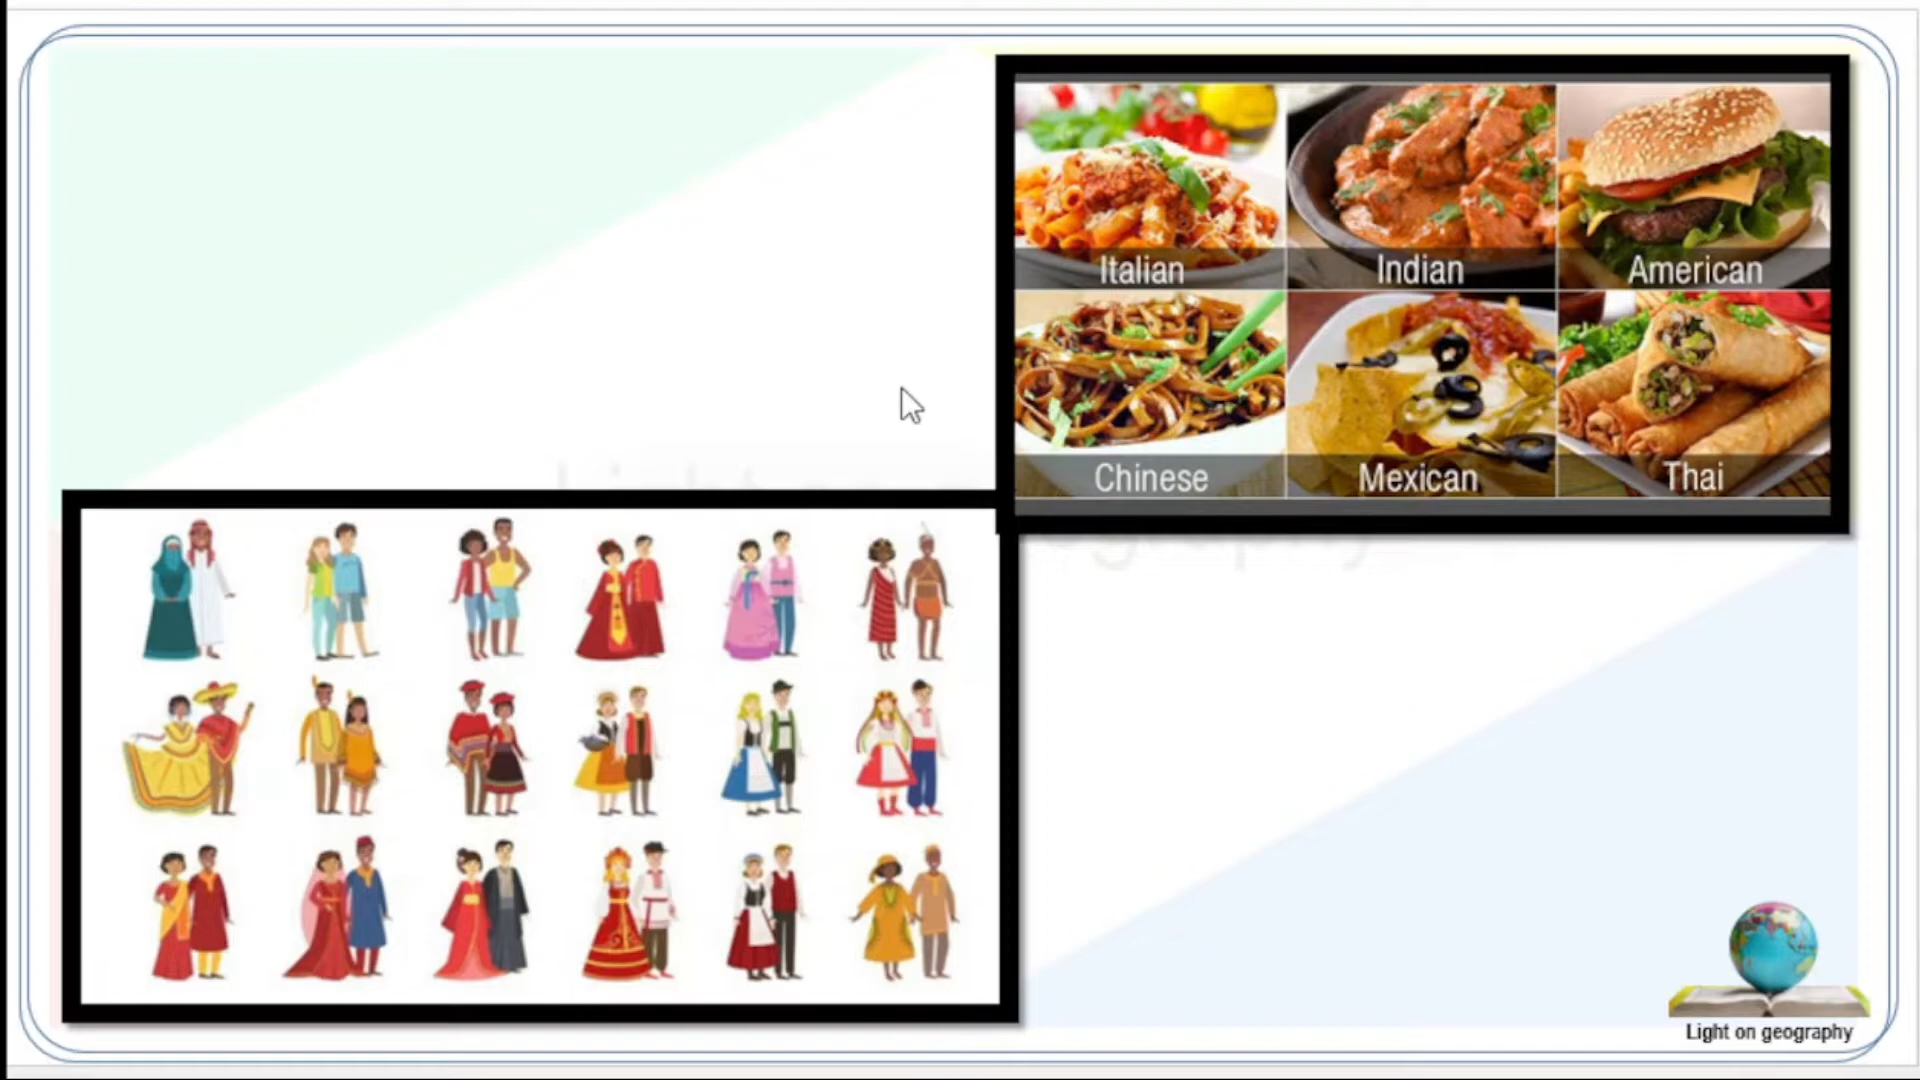 Italian
Indian
American
Chinese
Mexican
Thai
Light on geography